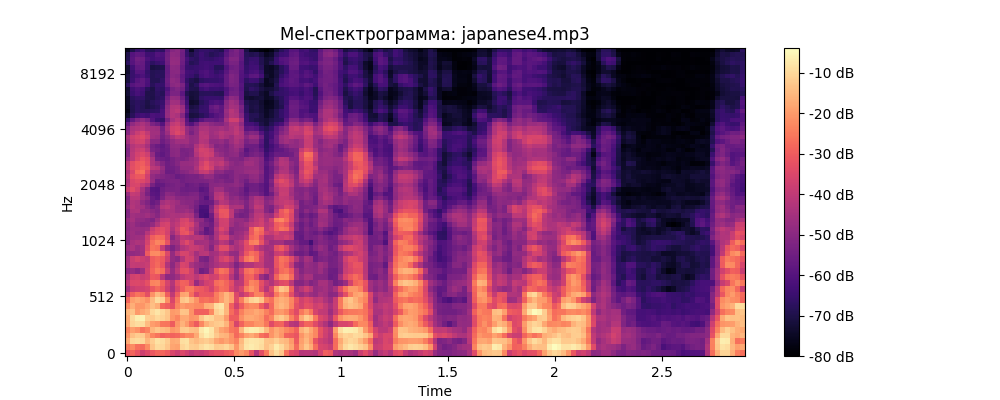 Mel-спектрограмма: japanese4.mp3
Hz
8192
4096
2048
1024
512
0
0
0.5
1
1.5
2
2.5
Time
-10 dB
-20 dB
-30 dB
-40 dB
-50 dB
-60 dB
-70 dB
-80 dB